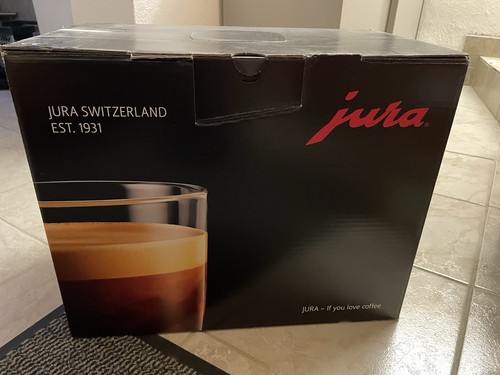 JURA SWITZERLAND
EST. 1931
jura
JURA – If you love coffee